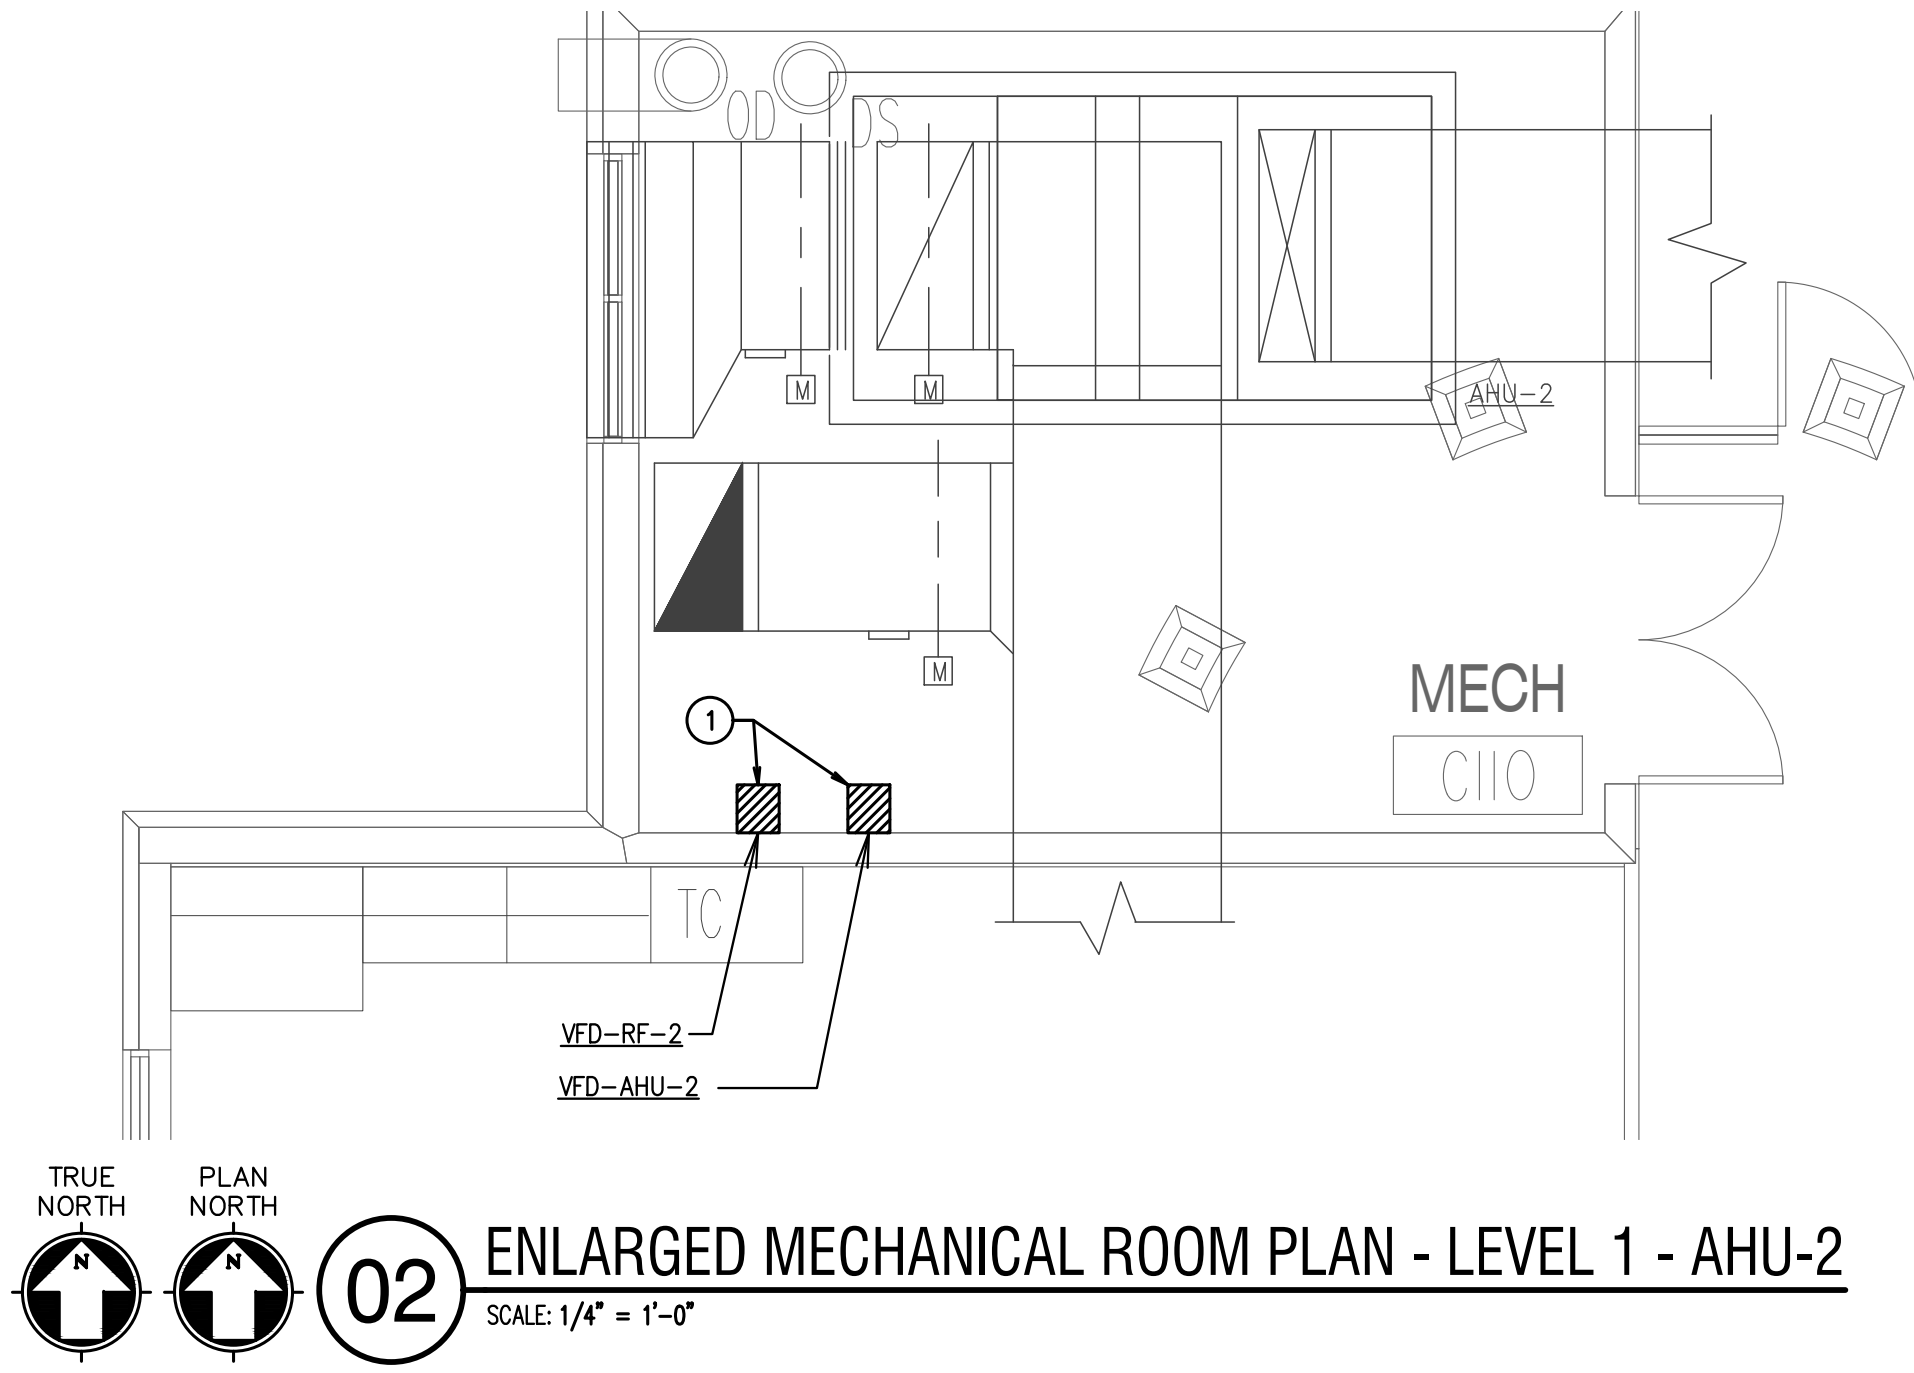 OD DS
M M
AHU-2
M
1
MECH
C110
TC
VFD-RF-2
VFD-AHU-2
TRUE NORTH
N
PLAN NORTH
N
02
ENLARGED MECHANICAL ROOM PLAN - LEVEL 1 - AHU-2
SCALE: 1/4" = 1'-0"